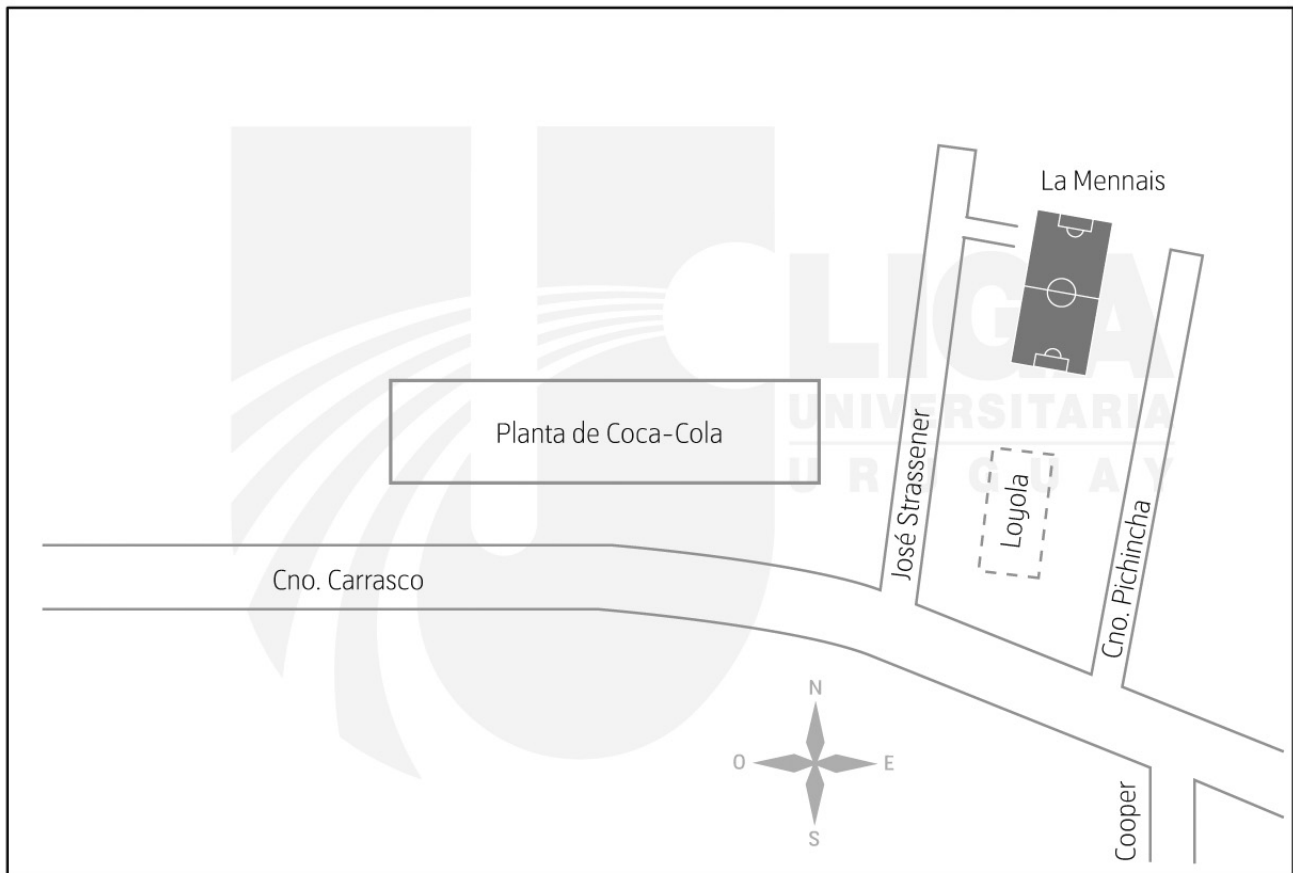 La Mennais
LIGA
UNIVERSITARIA
URUGUAY
Planta de Coca-Cola
José Strassener
Loyola
Cno. Pichincha
Cno. Carrasco
N
O
E
S
Cooper